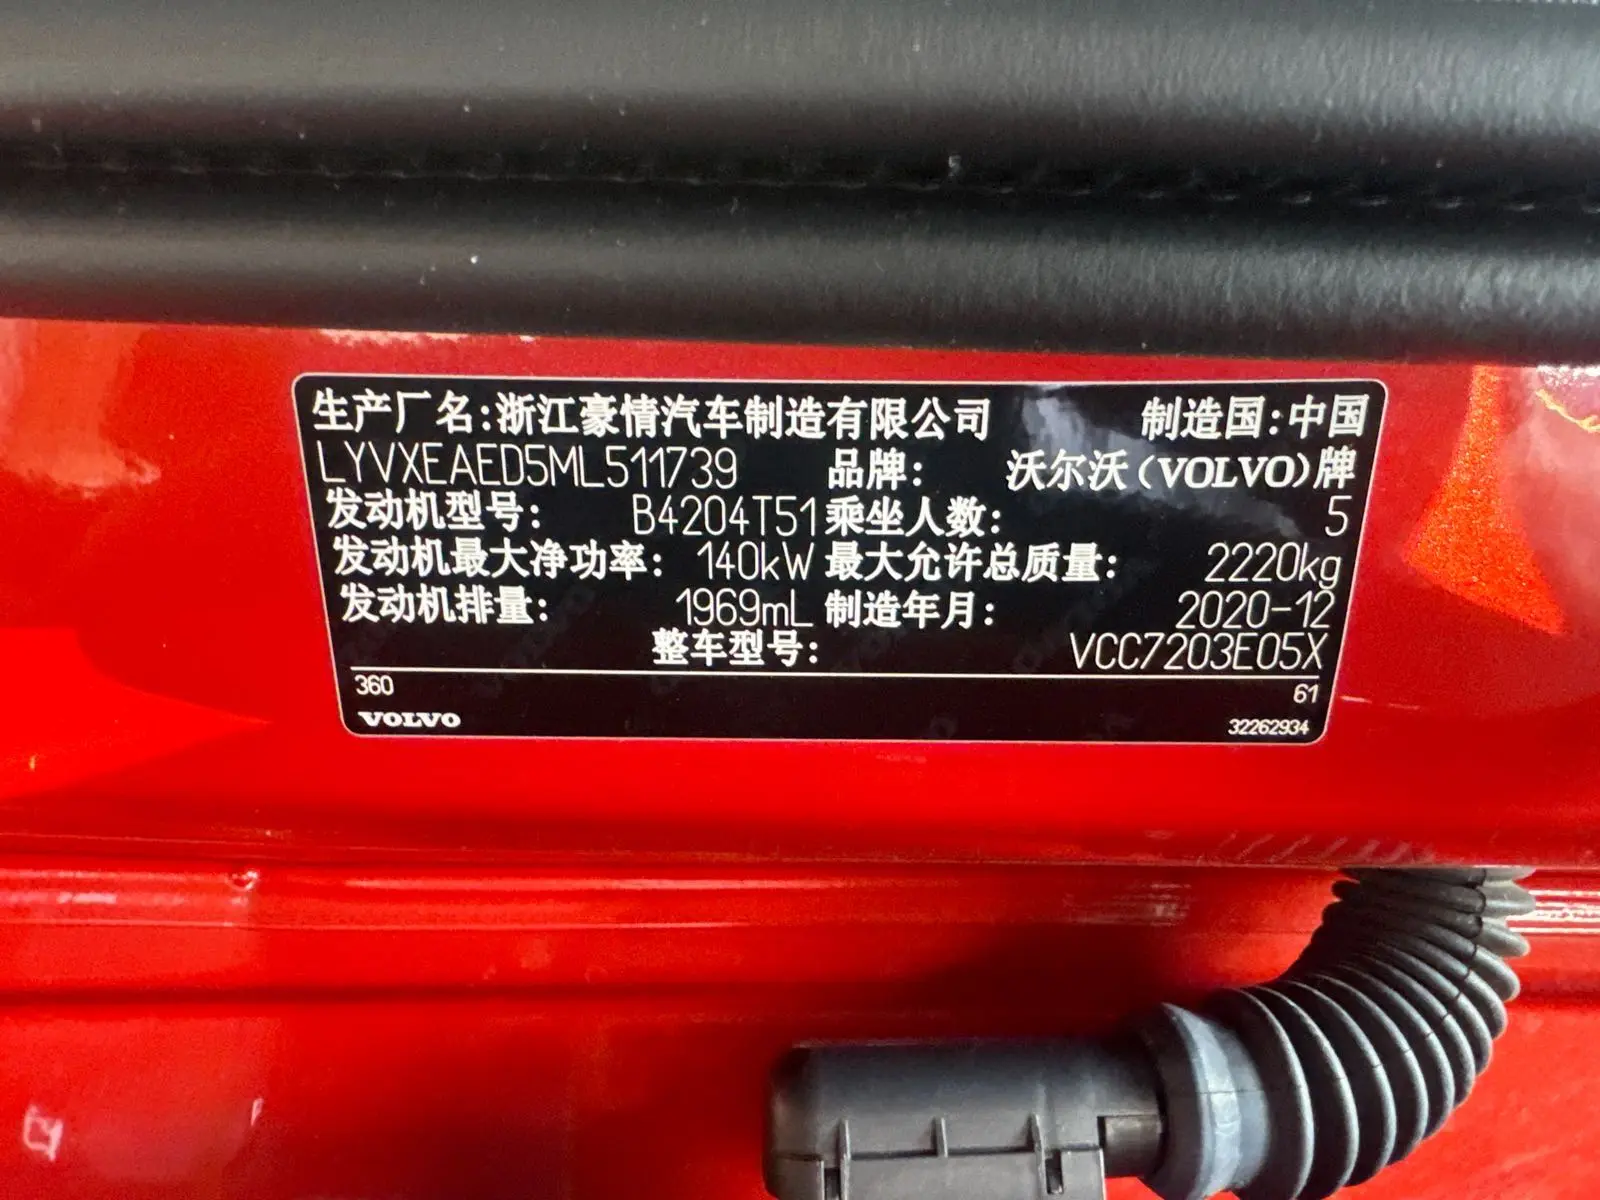 生产厂名:浙江豪情汽车制造有限公司 制造国:中国
LYVXEAED5ML511739 品牌: 沃尔沃(VOLVO)牌
发动机型号: B4204T51 乘坐人数: 5
发动机最大净功率: 140kW 最大允许总质量: 2220kg
发动机排量: 1969mL 制造年月: 2020-12
整车型号: VCC7203E05X
360 61
VOLVO 32262934